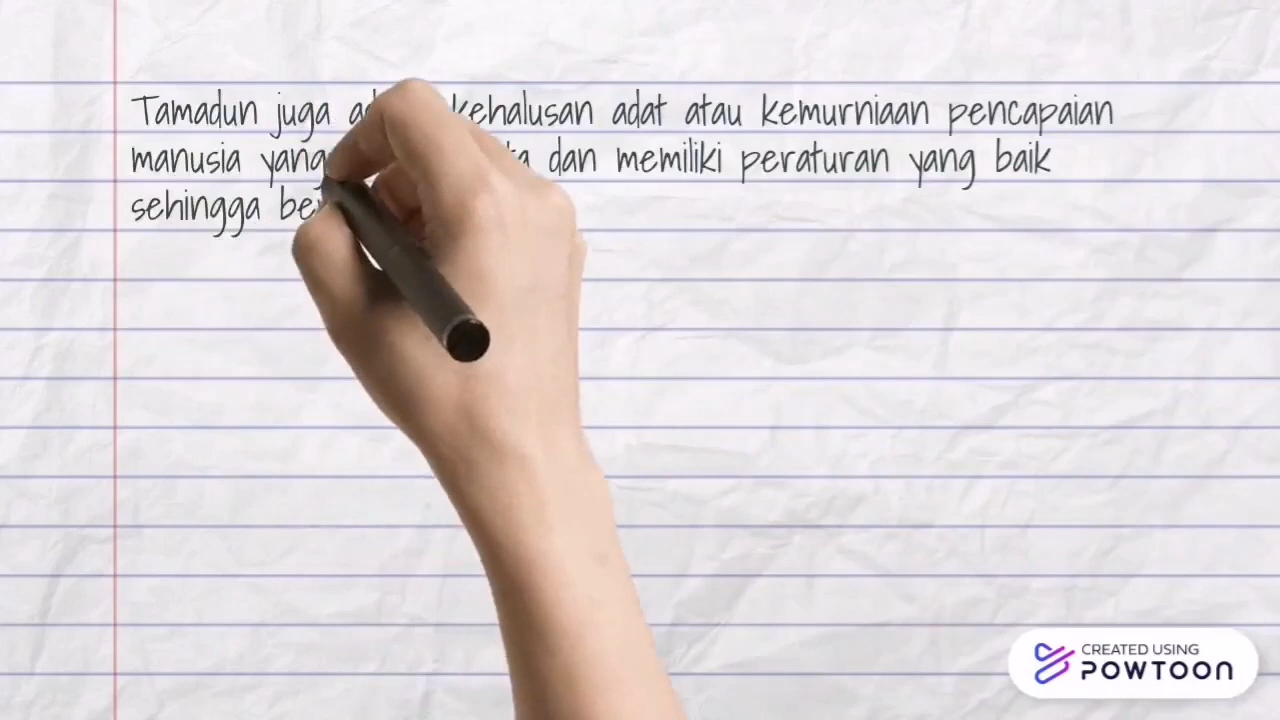 Tamadun juga kehalusan adat atau kemurniaan pencapaian
manusia yang dan memiliki peraturan yang baik
sehingga
CREATED USING
POWTOON